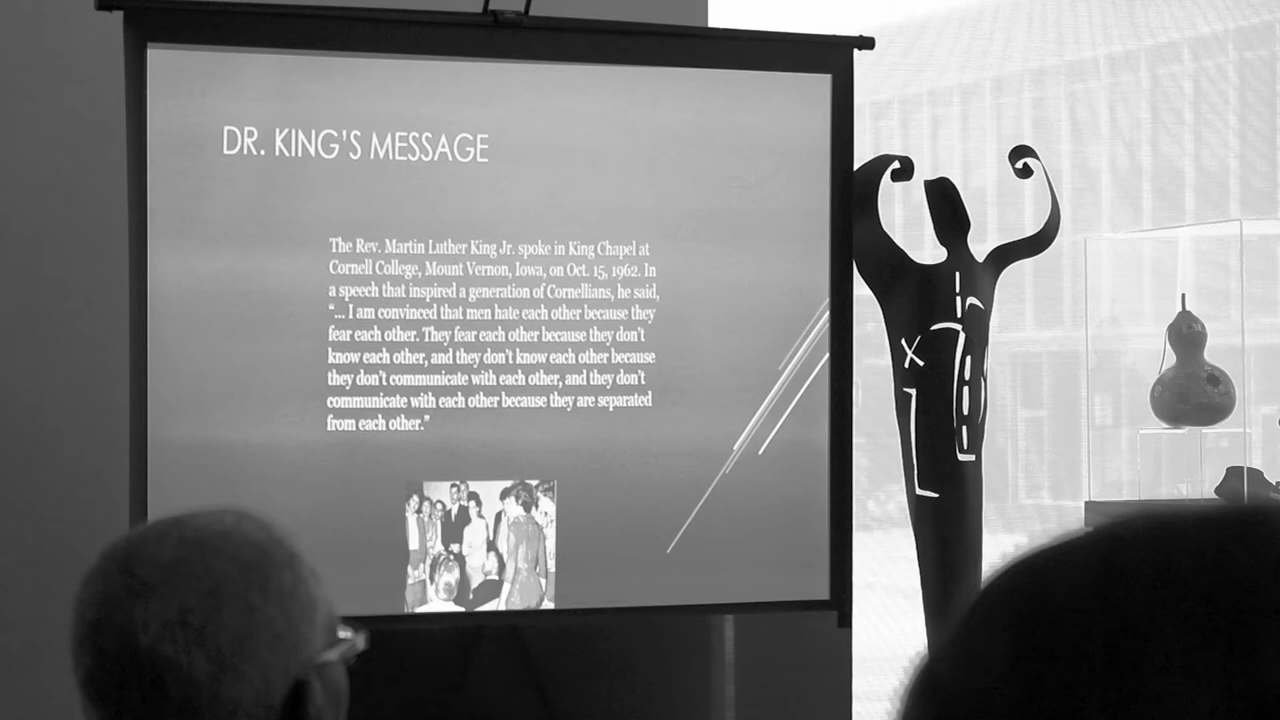 DR. KING'S MESSAGE
The Rev. Martin Luther King Jr. spoke in King Chapel at
Cornell College, Mount Vernon, Iowa, on Oct. 15, 1962. In
a speech that inspired a generation of Cornellians, he said,
“... I am convinced that men hate each other because they
fear each other. They fear each other because they don’t
know each other, and they don’t know each other because
they don’t communicate with each other, and they don’t
communicate with each other because they are separated
from each other.”